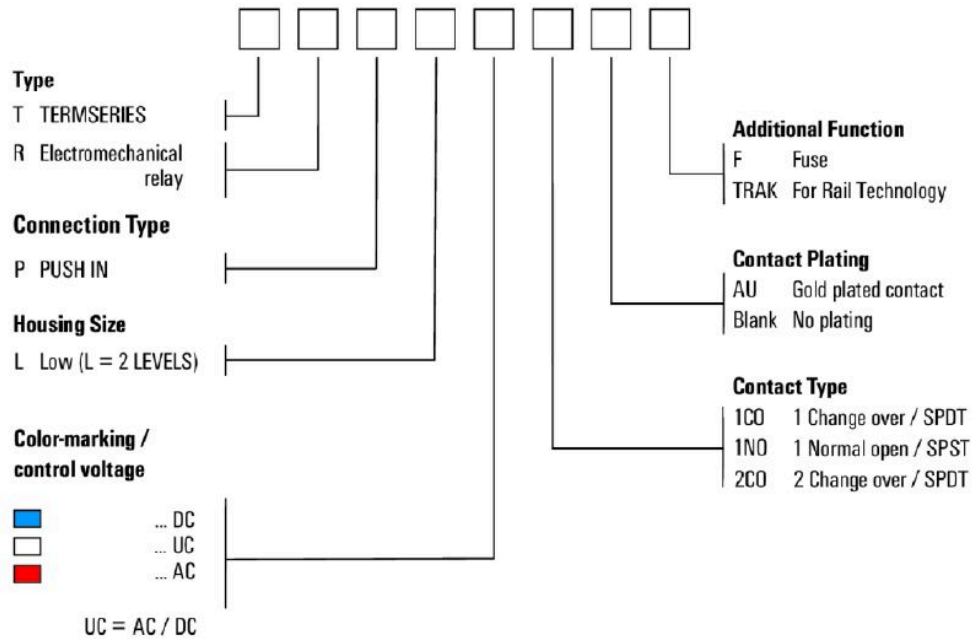 Type
T TERMSERIES
R Electromechanical
relay
Connection Type
P PUSH IN
Housing Size
L Low (L = 2 LEVELS)
Color-marking /
control voltage
... DC
... UC
... AC
UC = AC / DC
Additional Function
F Fuse
TRAK For Rail Technology
Contact Plating
AU Gold plated contact
Blank No plating
Contact Type
1CO 1 Change over / SPDT
1NO 1 Normal open / SPST
2CO 2 Change over / SPDT